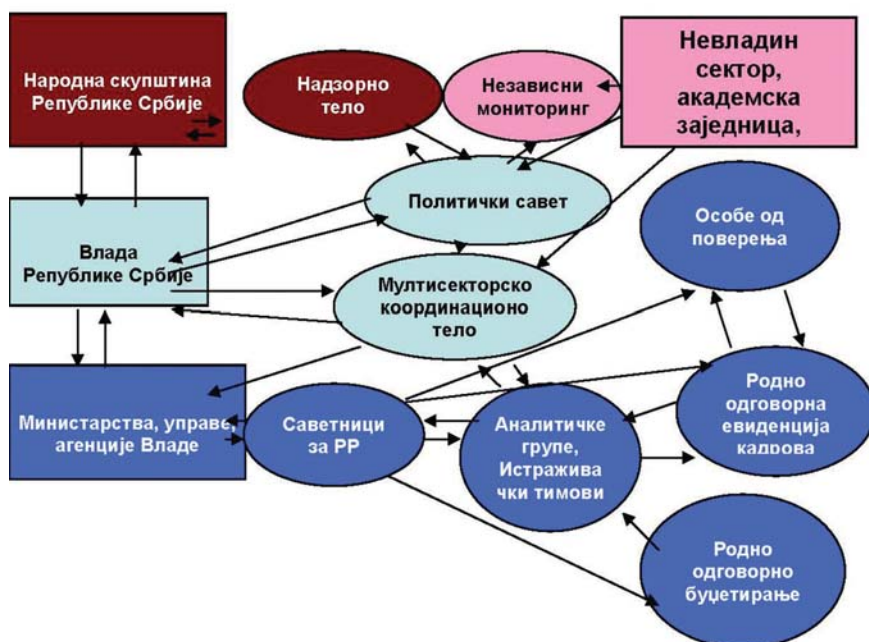 Народна скупштина
Републике Србије
Надзорно
тело
Независни
мониторинг
Невладин
сектор,
академска
заједница,
Политички савет
Особе од
поверења
Влада
Републике Србије
Мултисекторско
координационо
тело
Министарства, управе,
агенције Владе
Саветници
за РР
Аналитичке
групе,
Истражива
чки тимови
Родно
одговорна
евиденција
кадрова
Родно
одговорно
буџетирање